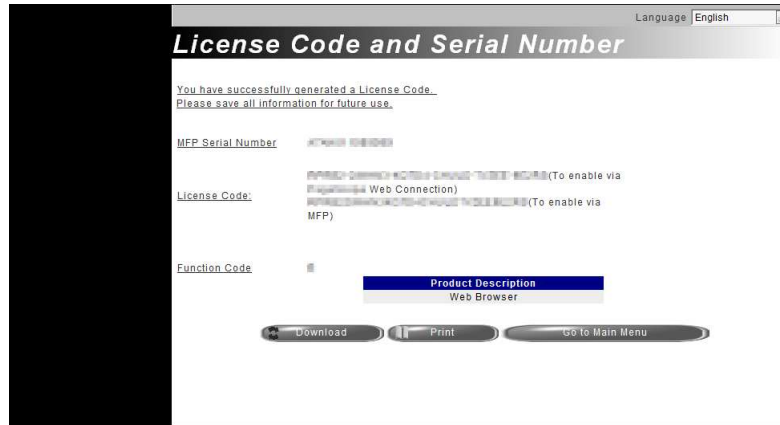 Language English
License Code and Serial Number
You have successfully generated a License Code.
Please save all information for future use.
MFP Serial Number
License Code:
(To enable via
Web Connection)
(To enable via
MFP)
Function Code
Product Description
Web Browser
Download Print Go to Main Menu